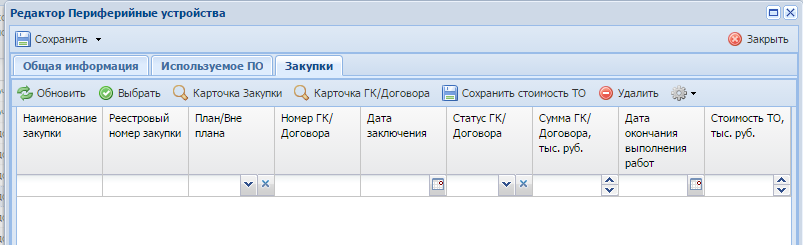 Редактор Периферийные устройства
Сохранить
Закрыть
Общая информация
Используемое ПО
Закупки
Обновить
Выбрать
Карточка Закупки
Карточка ГК/Договора
Сохранить стоимость ТО
Удалить
Наименование
закупки
Реестровый
номер закупки
План/Вне
плана
Номер ГК/
Договора
Дата
заключения
Статус ГК/
Договора
Сумма ГК/
Договора,
тыс. руб.
Дата
окончания
выполнения
работ
Стоимость ТО,
тыс. руб.